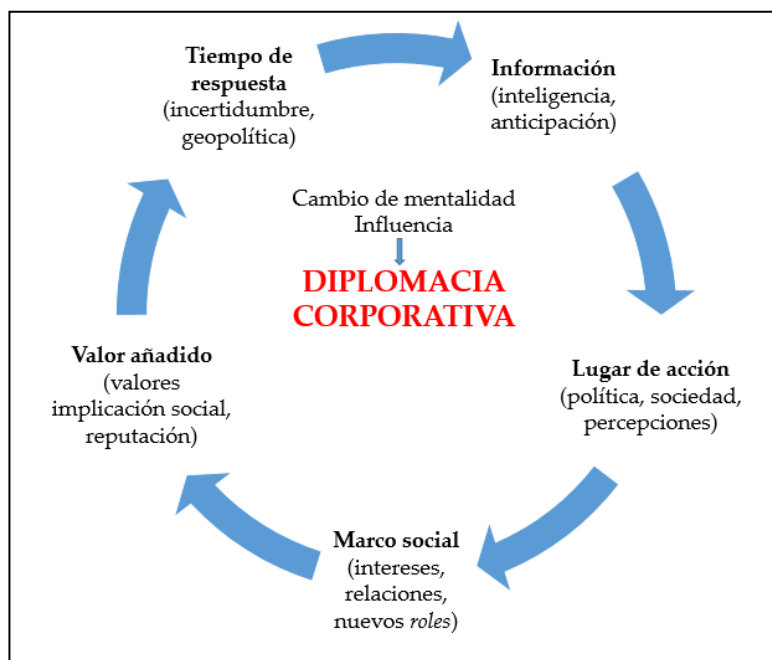 Tiempo de
respuesta
(incertidumbre,
geopolítica)
Información
(inteligencia,
anticipación)
Cambio de mentalidad
Influencia
DIPLOMACIA
CORPORATIVA
Lugar de acción
(política, sociedad,
percepciones)
Marco social
(intereses,
relaciones,
nuevos roles)
Valor añadido
(valores
implicación social,
reputación)